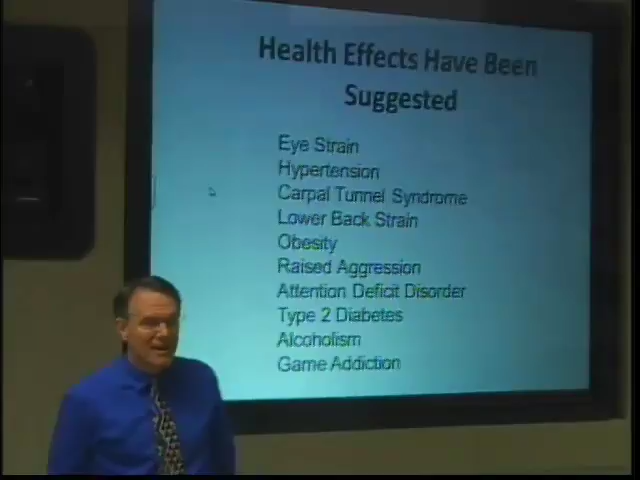 Health Effects Have Been
Suggested
Eye Strain
Hypertension
Carpal Tunnel Syndrome
Lower Back Strain
Obesity
Raised Aggression
Attention Deficit Disorder
Type 2 Diabetes
Alcoholism
Game Addiction